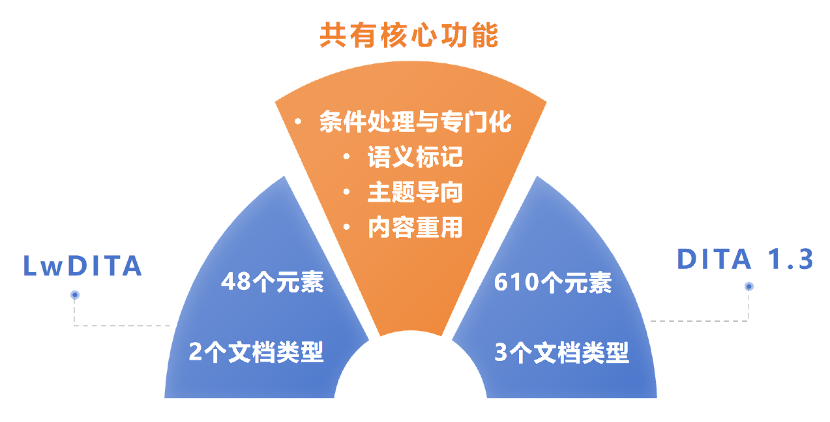 共有核心功能
• 条件处理与专门化
• 语义标记
• 主题导向
• 内容重用
LwDITA
48个元素
2个文档类型
DITA 1.3
610个元素
3个文档类型